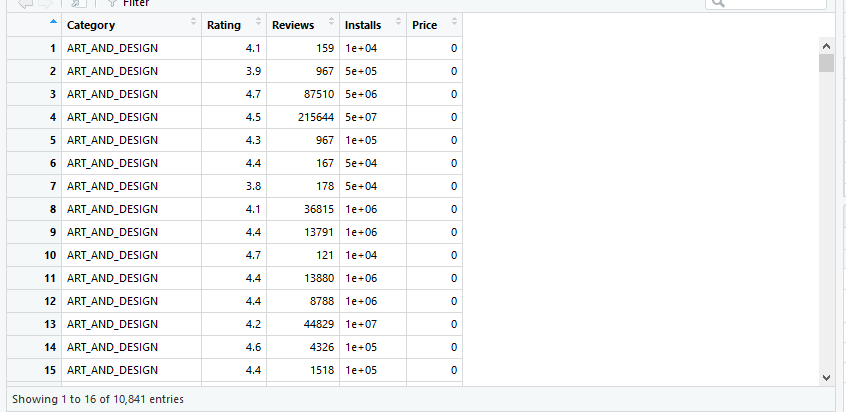 Filter
Category Rating Reviews Installs Price
1 ART_AND_DESIGN 4.1 159 1e+04 0
2 ART_AND_DESIGN 3.9 967 5e+05 0
3 ART_AND_DESIGN 4.7 87510 5e+06 0
4 ART_AND_DESIGN 4.5 215644 5e+07 0
5 ART_AND_DESIGN 4.3 967 1e+05 0
6 ART_AND_DESIGN 4.4 167 5e+04 0
7 ART_AND_DESIGN 3.8 178 5e+04 0
8 ART_AND_DESIGN 4.1 36815 1e+06 0
9 ART_AND_DESIGN 4.4 13791 1e+06 0
10 ART_AND_DESIGN 4.7 121 1e+04 0
11 ART_AND_DESIGN 4.4 13880 1e+06 0
12 ART_AND_DESIGN 4.4 8788 1e+06 0
13 ART_AND_DESIGN 4.2 44829 1e+07 0
14 ART_AND_DESIGN 4.6 4326 1e+05 0
15 ART_AND_DESIGN 4.4 1518 1e+05 0
Showing 1 to 16 of 10,841 entries